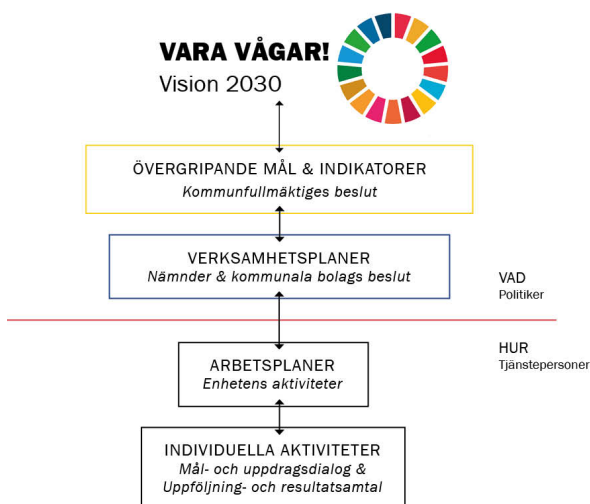 VARA VÅGAR!
Vision 2030
ÖVERGRIPANDE MÅL & INDIKATORER
Kommunfullmäktiges beslut
VERKSAMHETSPLANER
Nämnder & kommunala bolags beslut
VAD
Politiker
HUR
Tjänstepersoner
ARBETSPLANER
Enhetens aktiviteter
INDIVIDUELLA AKTIVITETER
Mål- och uppdragsdialog &
Uppföljning- och resultatsamtal